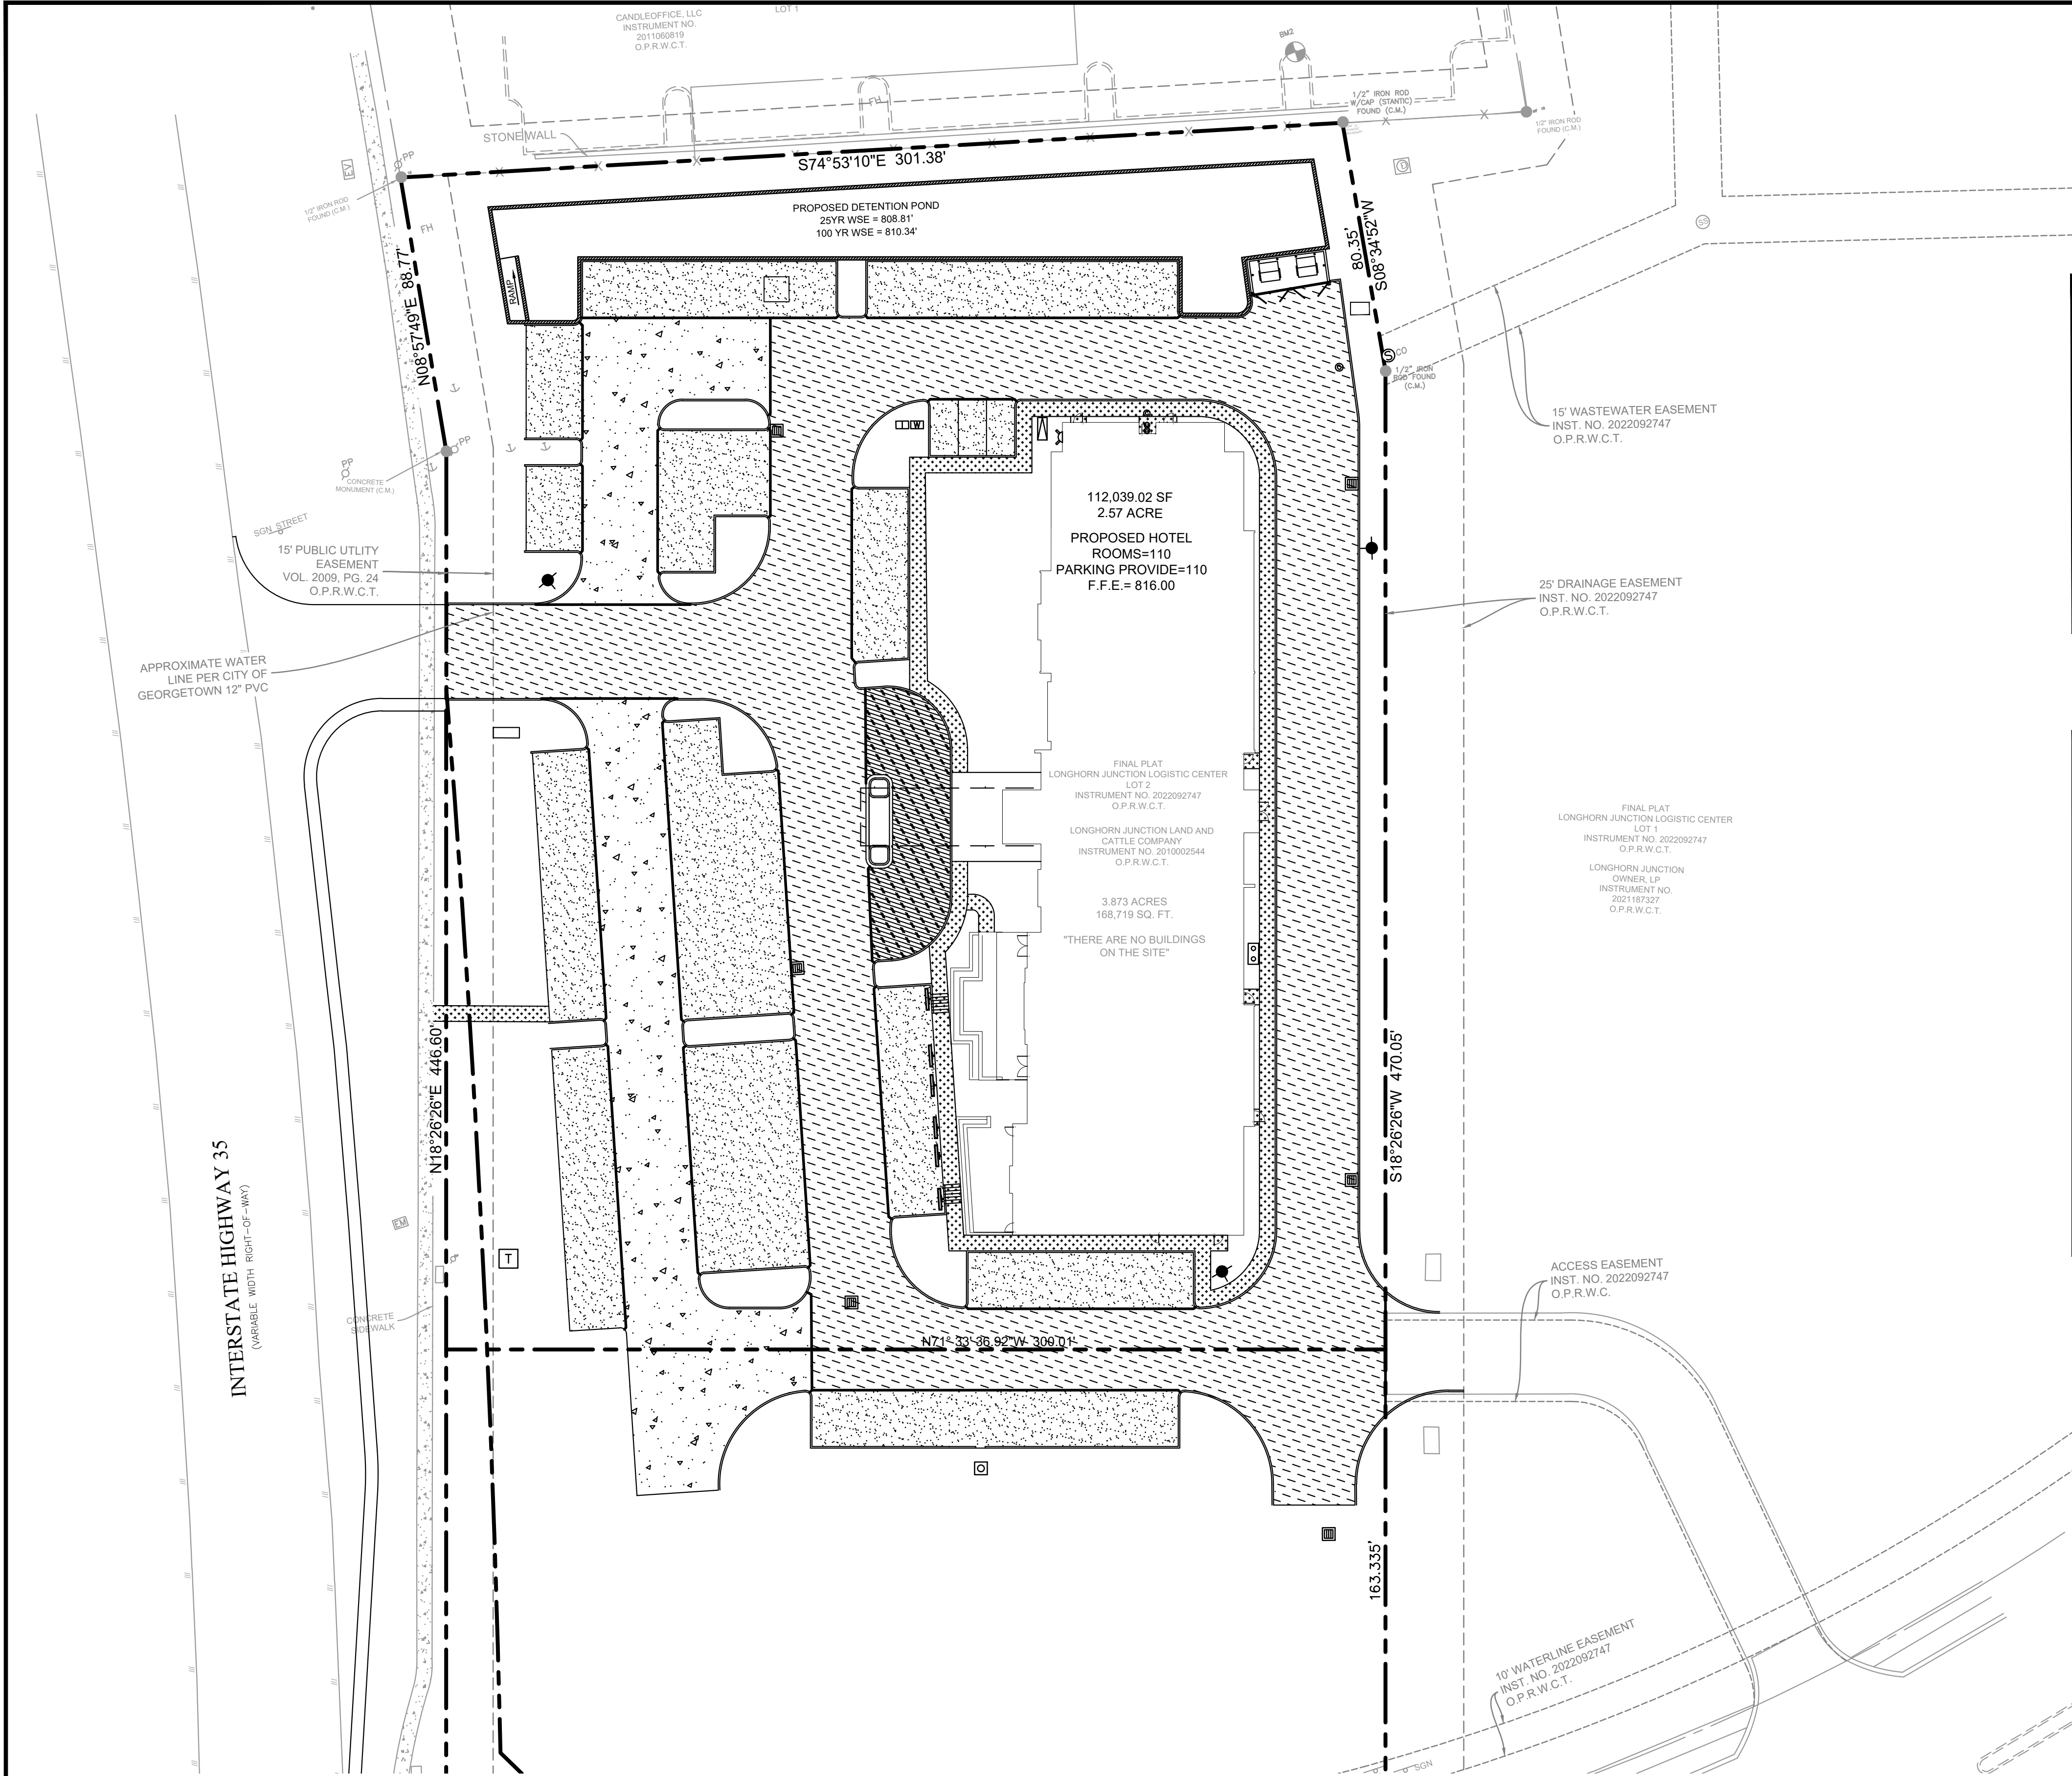 CANDLEOFFICE, LLC
INSTRUMENT NO.
2011060819
O.P.R.W.C.T.
LOT 1
BM2
1/2" IRON ROD
W/CAP (STANTIC)
FOUND (C.M.)
1/2" IRON ROD
FOUND (C.M.)
FH
STONE WALL
PP
EV
1/2" IRON ROD
FOUND (C.M.)
FH
S74°53'10"E 301.38'
PROPOSED DETENTION POND
25YR WSE = 808.81'
100 YR WSE = 810.34'
RAMP
N08°57'49"E 88.77'
80.35'
S08°34'52"W
E
SS
S
CO
1/2" IRON
ROD FOUND
(C.M.)
15' WASTEWATER EASEMENT
INST. NO. 2022092747
O.P.R.W.C.T.
PP
PP
CONCRETE
MONUMENT (C.M.)
SGN STREET
15' PUBLIC UTLITY
EASEMENT
VOL. 2009, PG. 24
O.P.R.W.C.T.
W
112,039.02 SF
2.57 ACRE
PROPOSED HOTEL
ROOMS=110
PARKING PROVIDE=110
F.F.E.= 816.00
25' DRAINAGE EASEMENT
INST. NO. 2022092747
O.P.R.W.C.T.
APPROXIMATE WATER
LINE PER CITY OF
GEORGETOWN 12" PVC
FINAL PLAT
LONGHORN JUNCTION LOGISTIC CENTER
LOT 2
INSTRUMENT NO. 2022092747
O.P.R.W.C.T.
LONGHORN JUNCTION LAND AND
CATTLE COMPANY
INSTRUMENT NO. 2010002544
O.P.R.W.C.T.
3.873 ACRES
168,719 SQ. FT.
"THERE ARE NO BUILDINGS
ON THE SITE"
FINAL PLAT
LONGHORN JUNCTION LOGISTIC CENTER
LOT 1
INSTRUMENT NO. 2022092747
O.P.R.W.C.T.
LONGHORN JUNCTION
OWNER, LP
INSTRUMENT NO.
2021187327
O.P.R.W.C.T.
N18°26'26"E 446.60'
S18°26'26"W 470.05'
INTERSTATE HIGHWAY 35
(VARIABLE WIDTH RIGHT-OF-WAY)
EM
T
CONCRETE
SIDEWALK
ACCESS EASEMENT
INST. NO. 2022092747
O.P.R.W.C.
N71° 33' 36.92"W 300.01'
163.335'
10' WATERLINE EASEMENT
INST. NO. 2022092747
O.P.R.W.C.T.
SGN